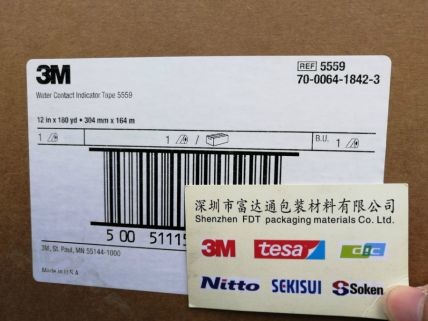 3M
REF 5559
70-0064-1842-3
Water Contact Indicator Tape 5559
12 in x 180 yd • 304 mm x 164 m
1 1 / B.U. 1
5 00 51115
3M, St. Paul, MN 55144-1000
Made in U.S.A
深圳市富达通包装材料有限公司
Shenzhen FDT packaging materials Co. Ltd.
3M tesa dic
Nitto SEKISUI Soken